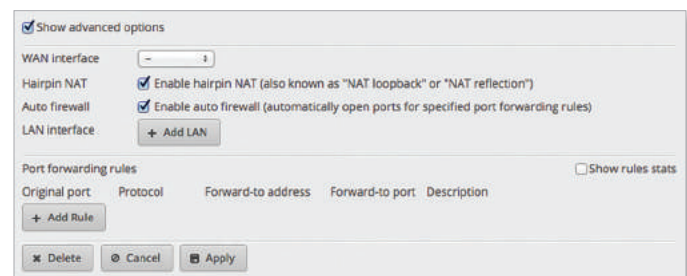 Show advanced options
WAN interface –
Hairpin NAT Enable hairpin NAT (also known as "NAT loopback" or "NAT reflection")
Auto firewall Enable auto firewall (automatically open ports for specified port forwarding rules)
LAN interface + Add LAN
Port forwarding rules Show rules stats
Original port Protocol Forward-to address Forward-to port Description
+ Add Rule
Delete Cancel Apply